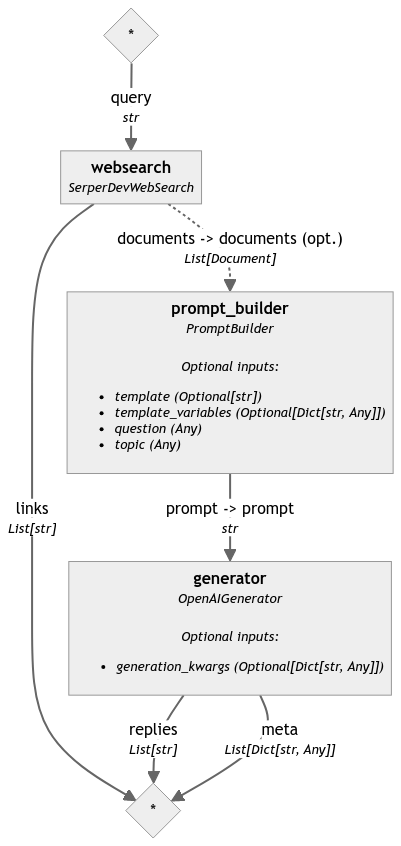 *
query
str
websearch
SerperDevWebSearch
documents -> documents (opt.)
List[Document]
prompt_builder
PromptBuilder
Optional inputs:
• template (Optional[str])
• template_variables (Optional[Dict[str, Any]])
• question (Any)
• topic (Any)
links
List[str]
prompt -> prompt
str
generator
OpenAIGenerator
Optional inputs:
• generation_kwargs (Optional[Dict[str, Any]])
replies
List[str]
meta
List[Dict[str, Any]]
*